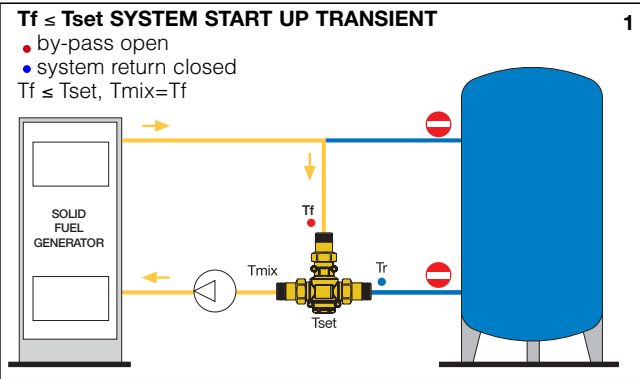 Tf ≤ Tset SYSTEM START UP TRANSIENT
1
by-pass open
system return closed
Tf ≤ Tset, Tmix=Tf
SOLID
FUEL
GENERATOR
Tf
Tmix
Tr
Tset